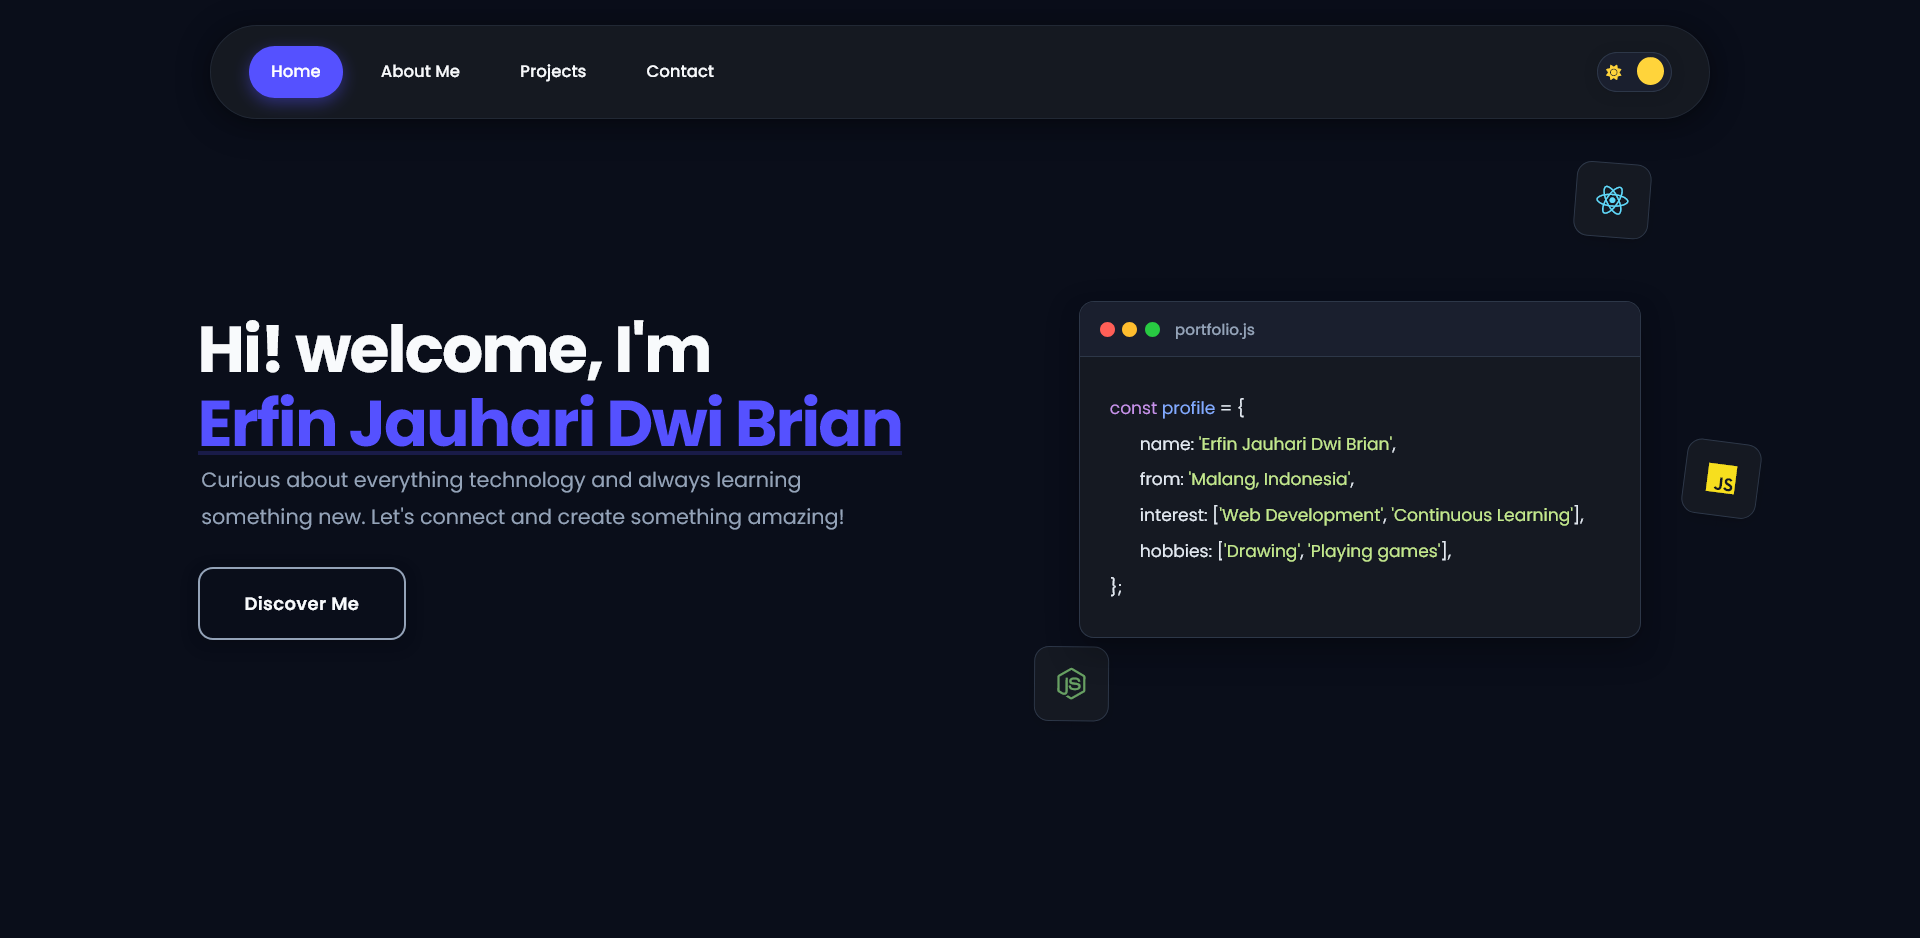 Home
About Me
Projects
Contact
Hi! welcome, I'm
Erfin Jauhari Dwi Brian
Curious about everything technology and always learning
something new. Let's connect and create something amazing!
Discover Me
portfolio.js
const profile = {
name: 'Erfin Jauhari Dwi Brian',
from: 'Malang, Indonesia',
interest: ['Web Development', 'Continuous Learning'],
hobbies: ['Drawing', 'Playing games'],
};
JS
JS